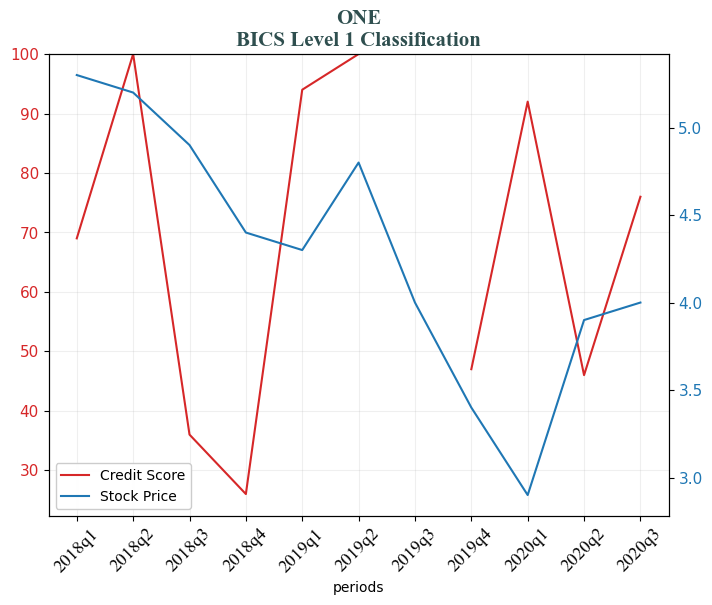 ONE
BICS Level 1 Classification
100
90
80
70
60
50
40
30
5.0
4.5
4.0
3.5
3.0
Credit Score
Stock Price
2018q1
2018q2
2018q3
2018q4
2019q1
2019q2
2019q3
2019q4
2020q1
2020q2
2020q3
periods